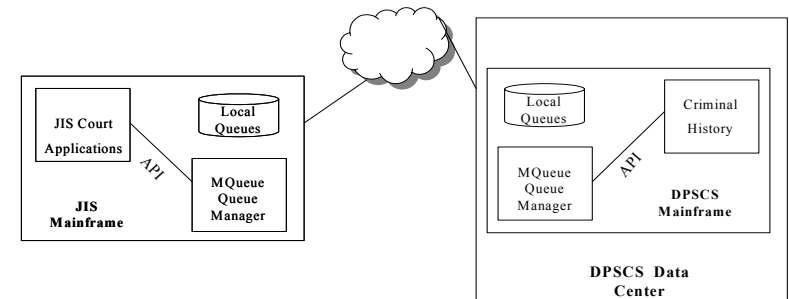 JIS Court
Applications
Local
Queues
API
MQueue
Queue
Manager
JIS
Mainframe
Local
Queues
Criminal
History
API
MQueue
Queue
Manager
DPSCS
Mainframe
DPSCS Data
Center